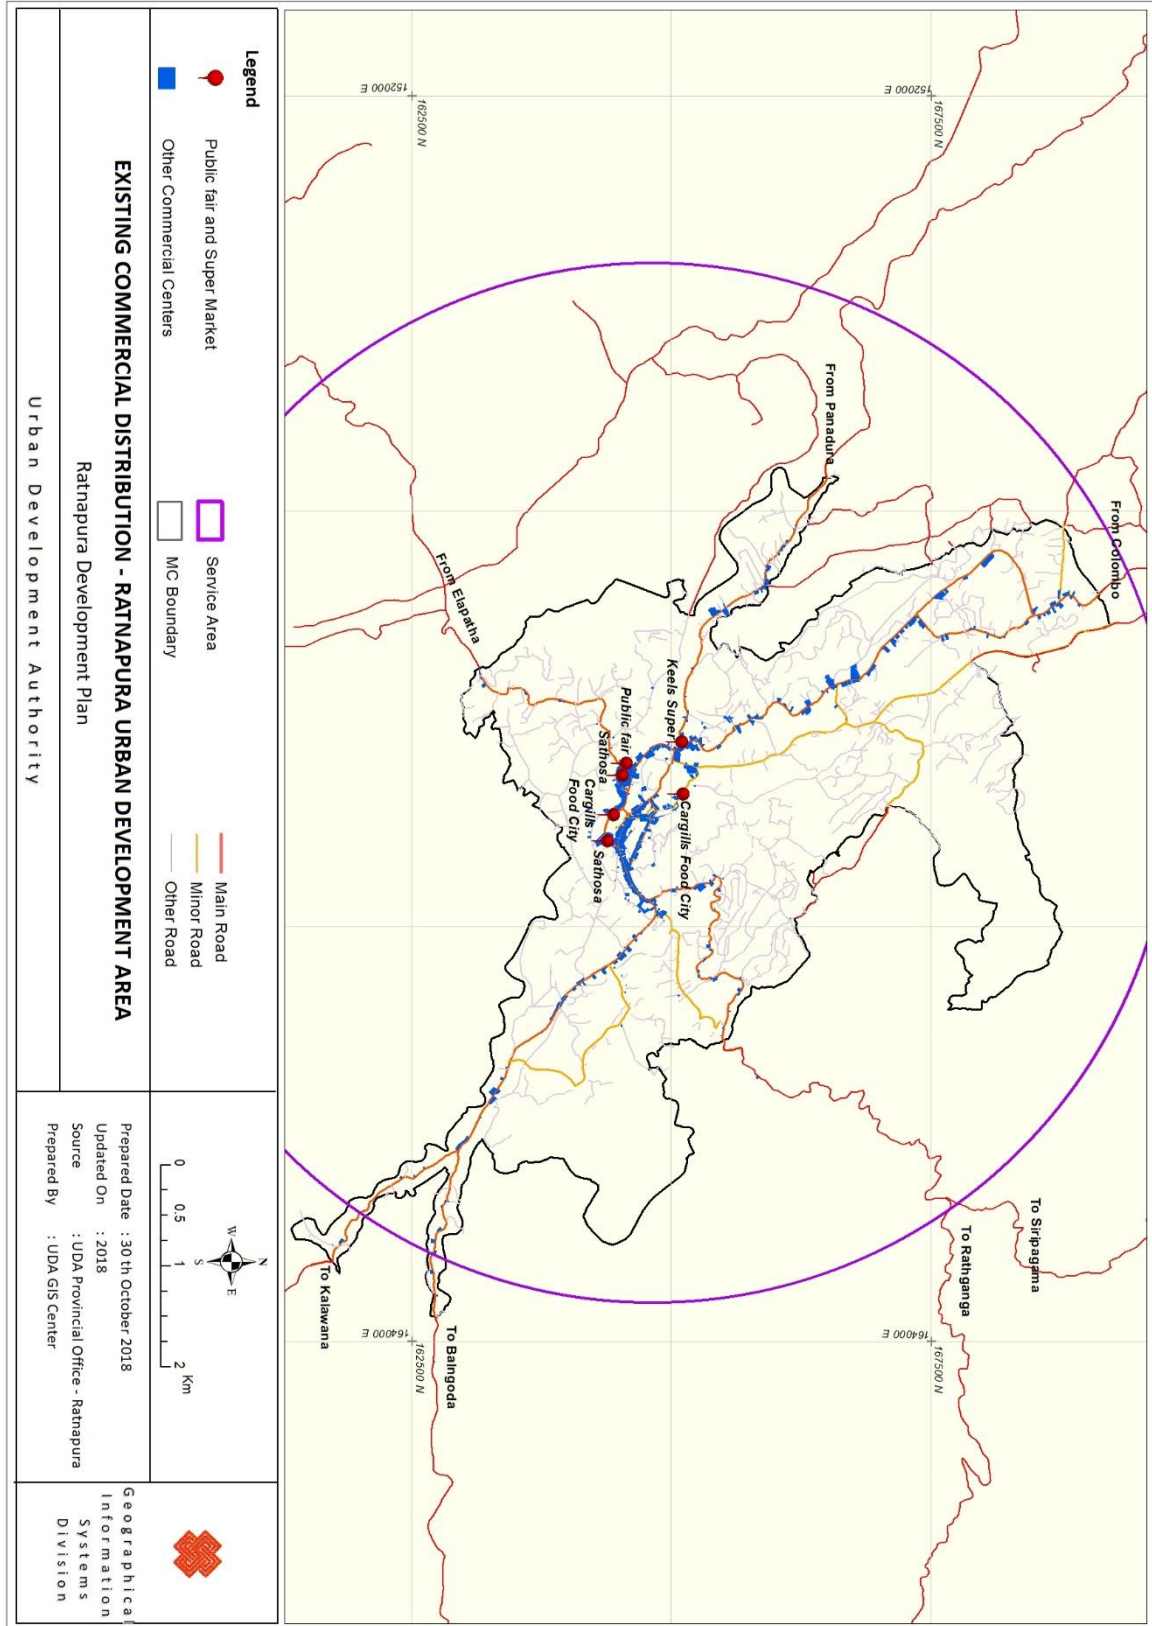 152000 E
162500 N
152000 E
167500 N
From Panadura
From Colombo
From Elapatha
Keels Super
Public fair
Sathosa
Cargills
Food City
Sathosa
Cargills Food City
To Siripagama
To Rathganga
To Kalawana
To Balngoda
164000 E
162500 N
164000 E
167500 N
Legend
Public fair and Super Market
Other Commercial Centers
Service Area
MC Boundary
Main Road
Minor Road
Other Road
EXISTING COMMERCIAL DISTRIBUTION - RATNAPURA URBAN DEVELOPMENT AREA
Ratnapura Development Plan
Urban Development Authority
N
W
E
S
0 0.5 1 2
Km
Prepared Date : 30 th October 2018
Updated On : 2018
Source : UDA Provincial Office - Ratnapura
Prepared By : UDA GIS Center
Geographical
Information
Systems
Division